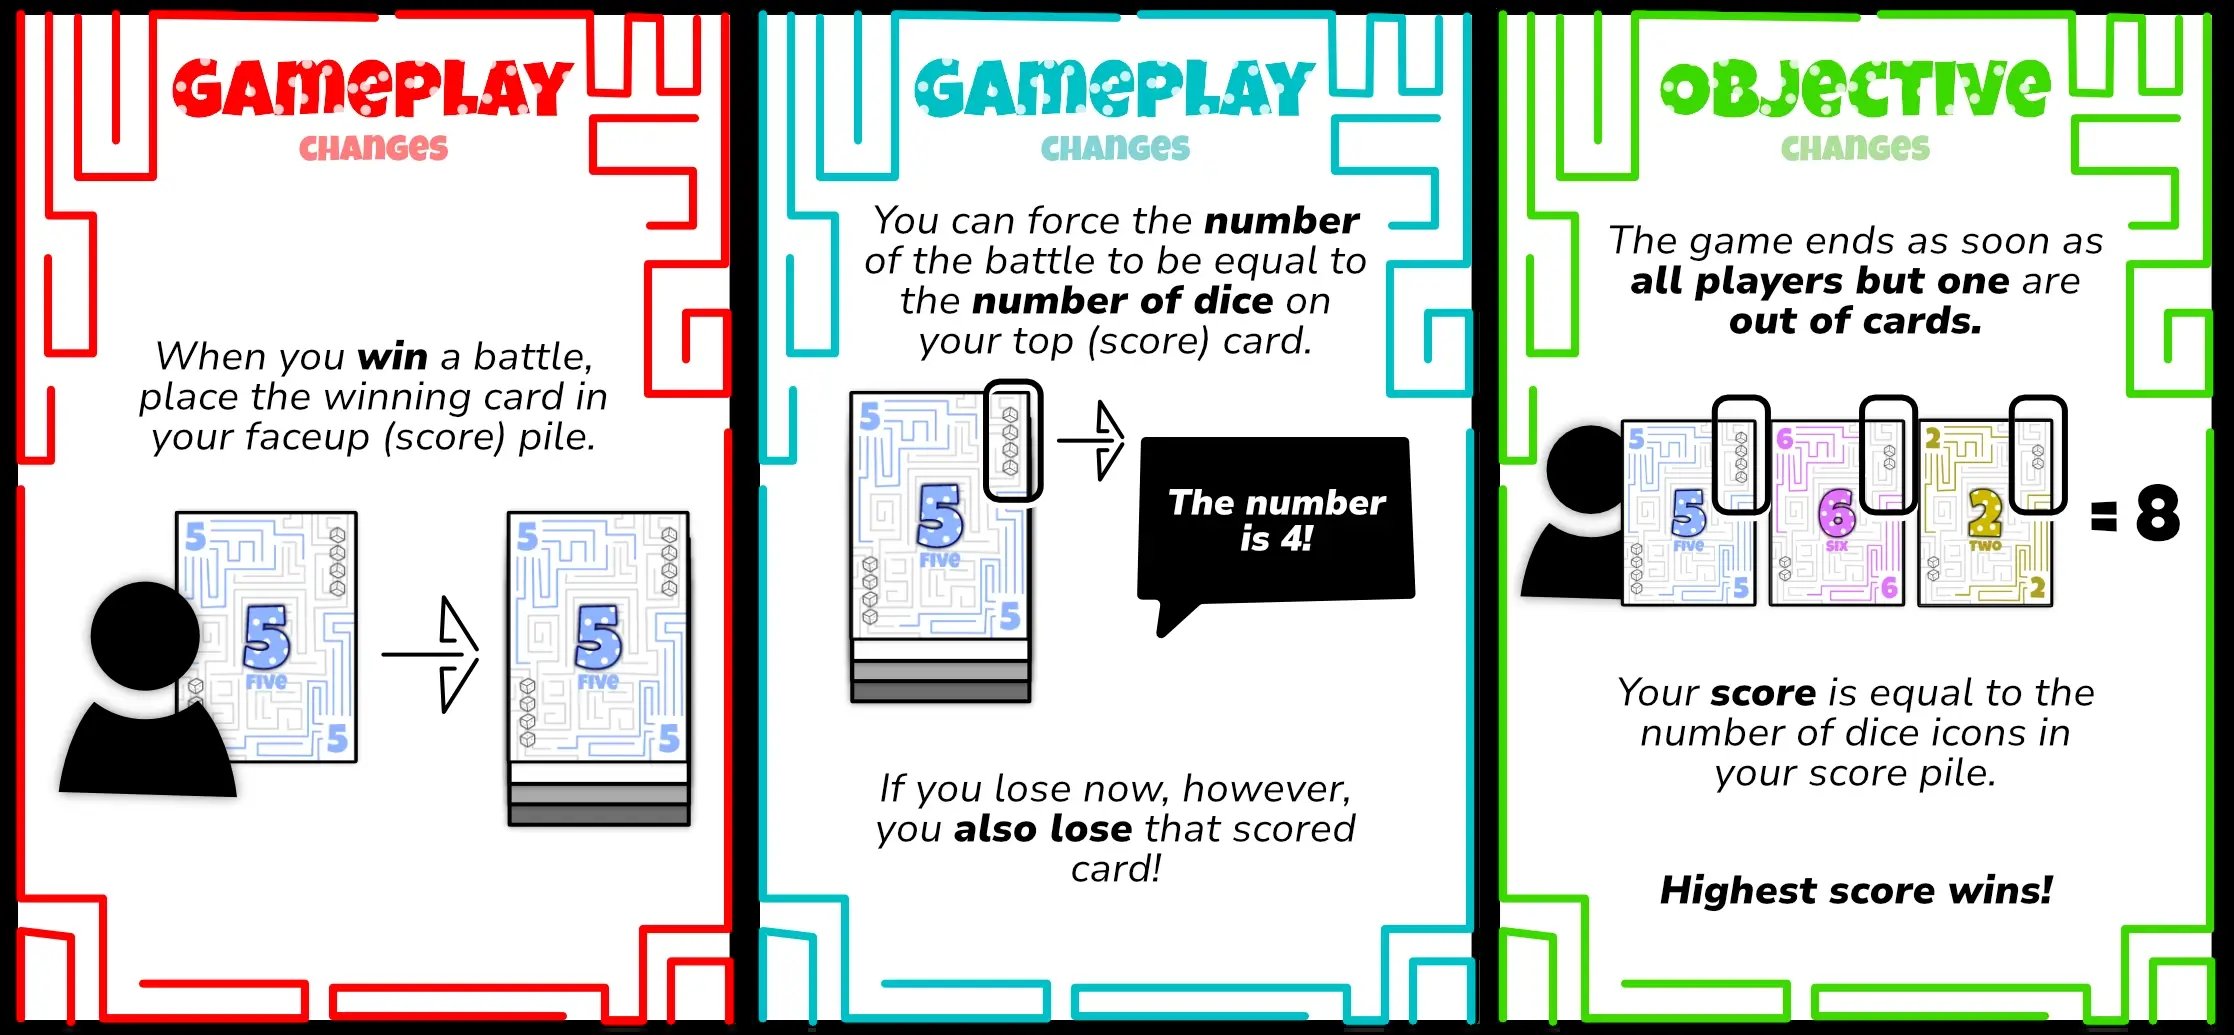 GAMEPLAY
CHANGES
When you win a battle,
place the winning card in
your faceup (score) pile.
5
5
FIVE
5
5
5
FIVE
5
GAMEPLAY
CHANGES
You can force the number
of the battle to be equal to
the number of dice on
your top (score) card.
5
5
FIVE
5
The number
is 4!
If you lose now, however,
you also lose that scored
card!
OBJECTIVE
CHANGES
The game ends as soon as
all players but one are
out of cards.
5
5
FIVE
5
6
6
SIX
6
2
2
TWO
2
= 8
Your score is equal to the
number of dice icons in
your score pile.
Highest score wins!